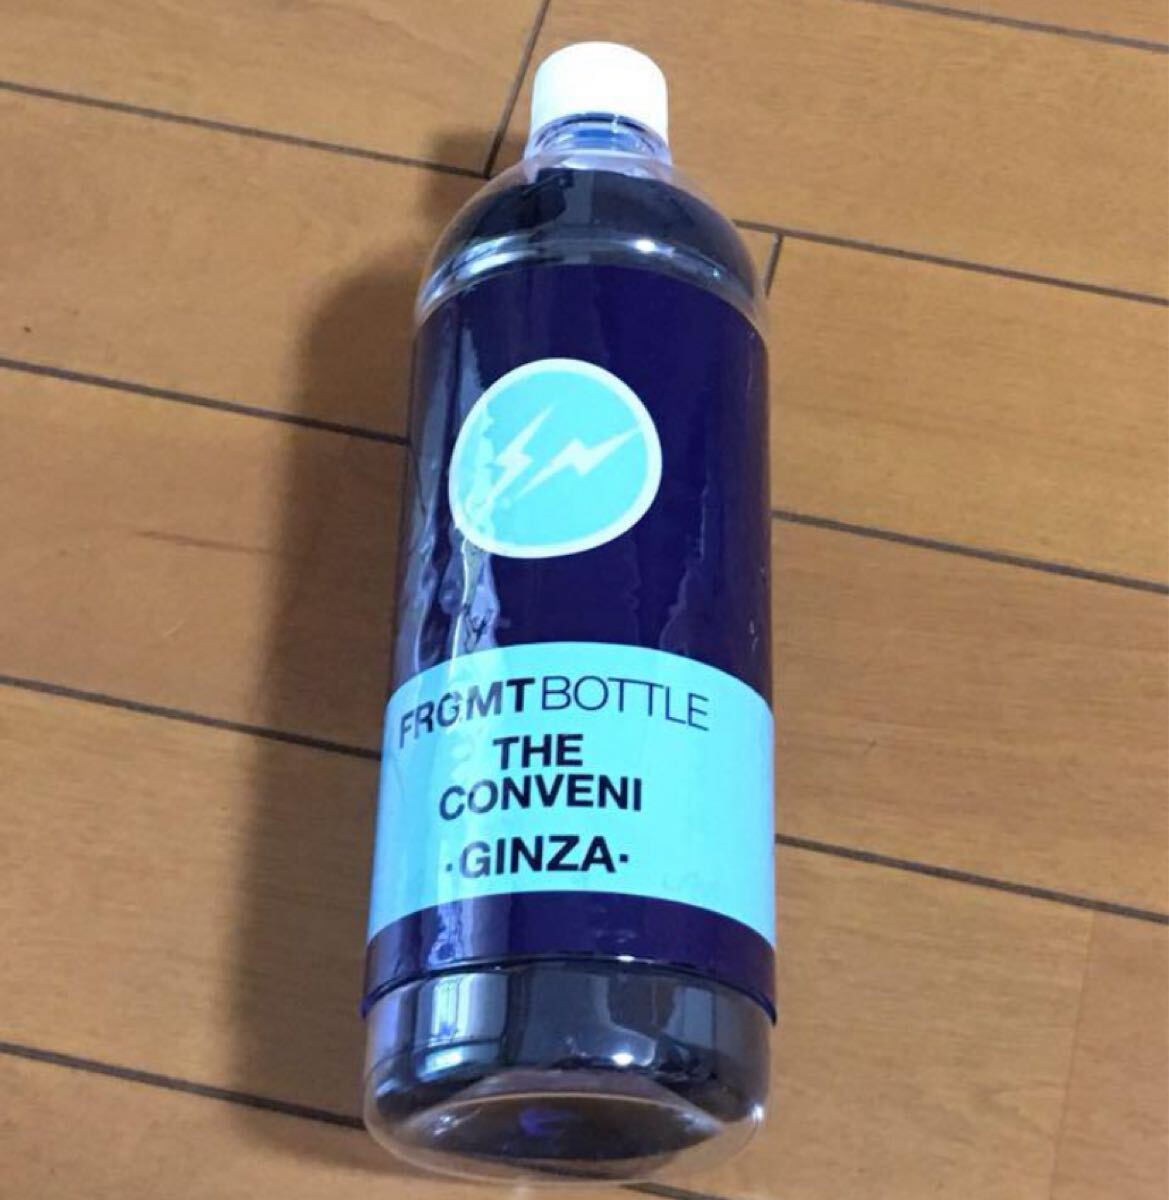 FRGMTBOTTLE
THE
CONVENI
·GINZA·